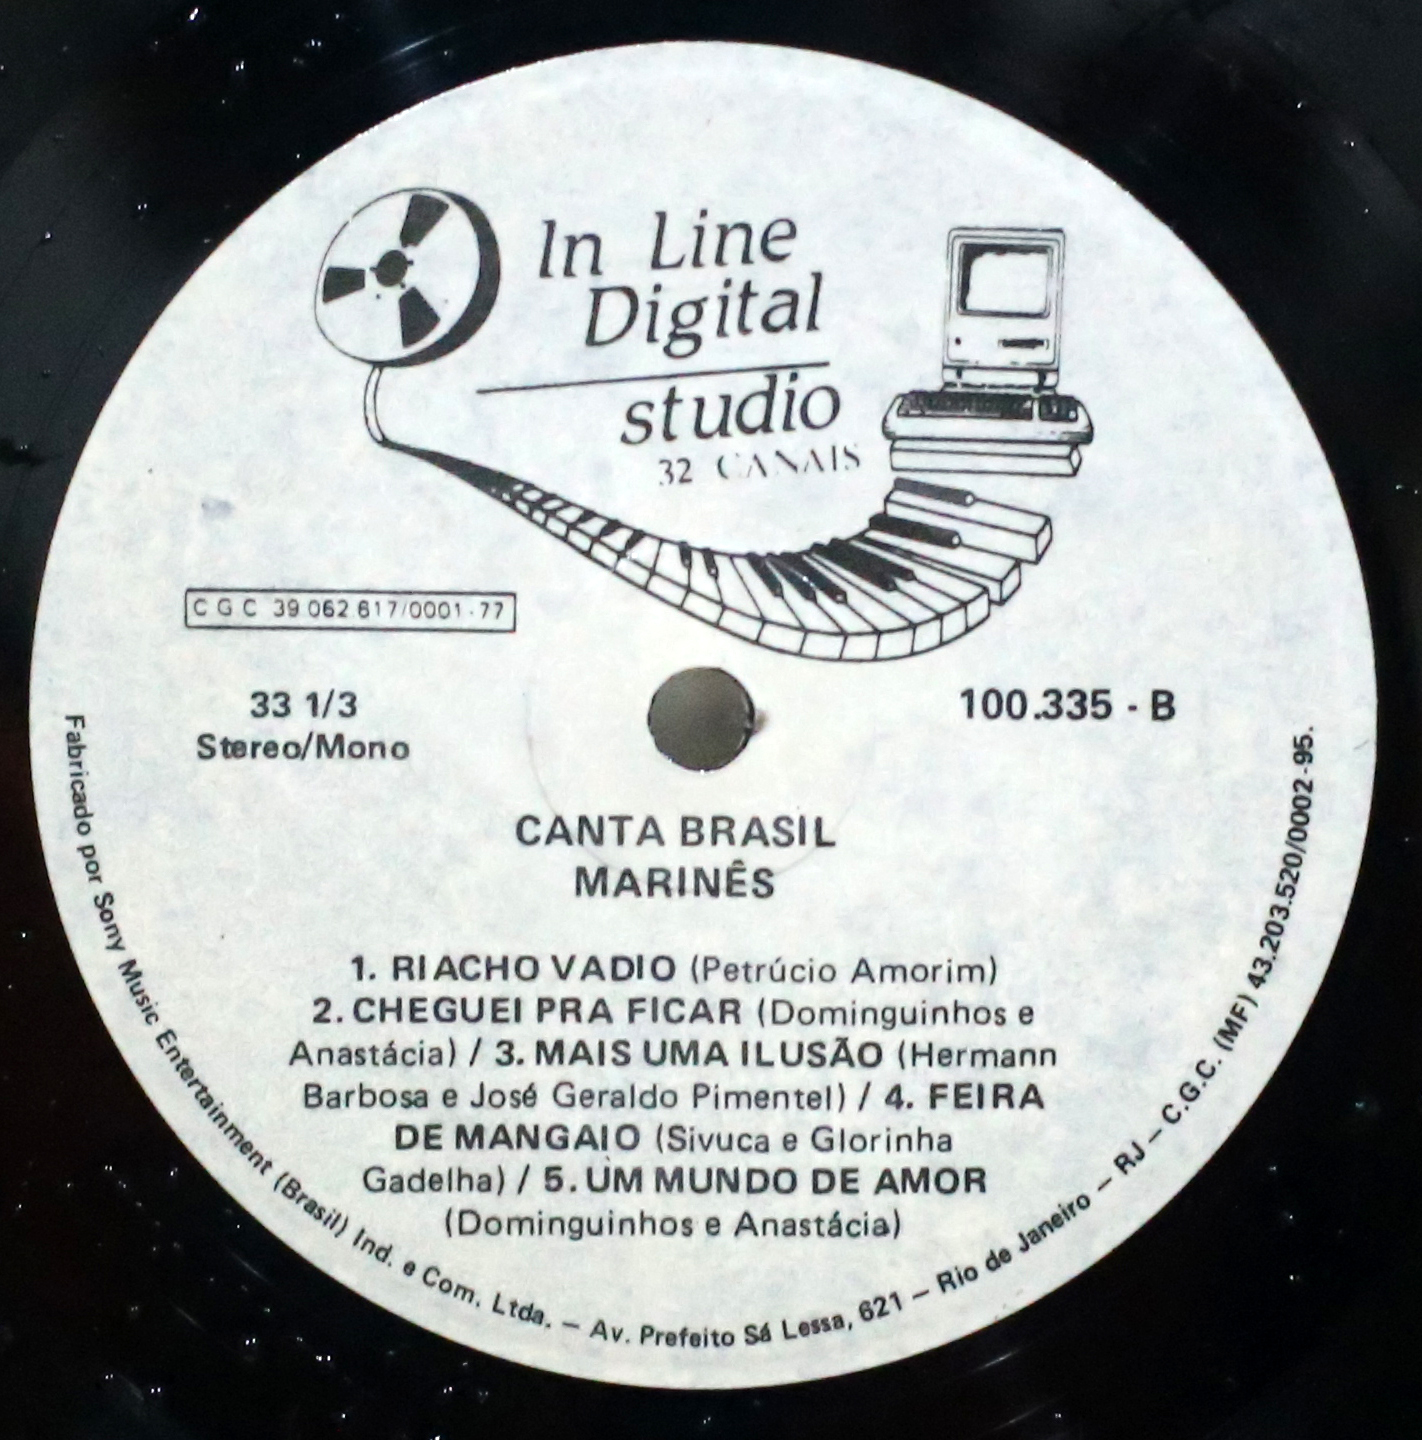 In Line
Digital
studio
32 CANAIS
C G C 39 062 617/0001-77
33 1/3
Stereo/Mono
100.335 - B
CANTA BRASIL
MARINÊS
1. RIACHO VADIO (Petrúcio Amorim)
2. CHEGUEI PRA FICAR (Dominguinhos e
Anastácia) / 3. MAIS UMA ILUSÃO (Hermann
Barbosa e José Geraldo Pimentel) / 4. FEIRA
DE MANGAIO (Sivuca e Glorinha
Gadelha) / 5. UM MUNDO DE AMOR
(Dominguinhos e Anastácia)
Fabricado por Sony Music Entertainment (Brasil) Ind. e Com. Ltda. — Av. Prefeito Sá Lessa, 621 — Rio de Janeiro — RJ — C.G.C. (MF) 43.203.520/0002-95.